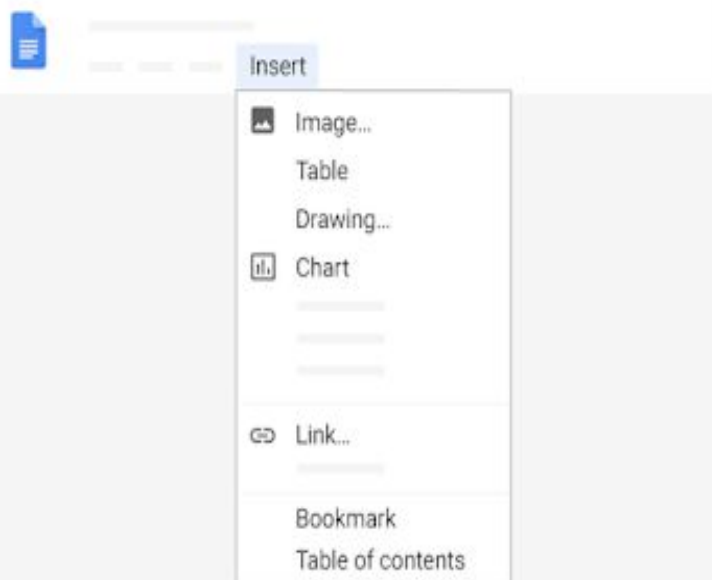 Insert
Image...
Table
Drawing...
Chart
Link...
Bookmark
Table of contents